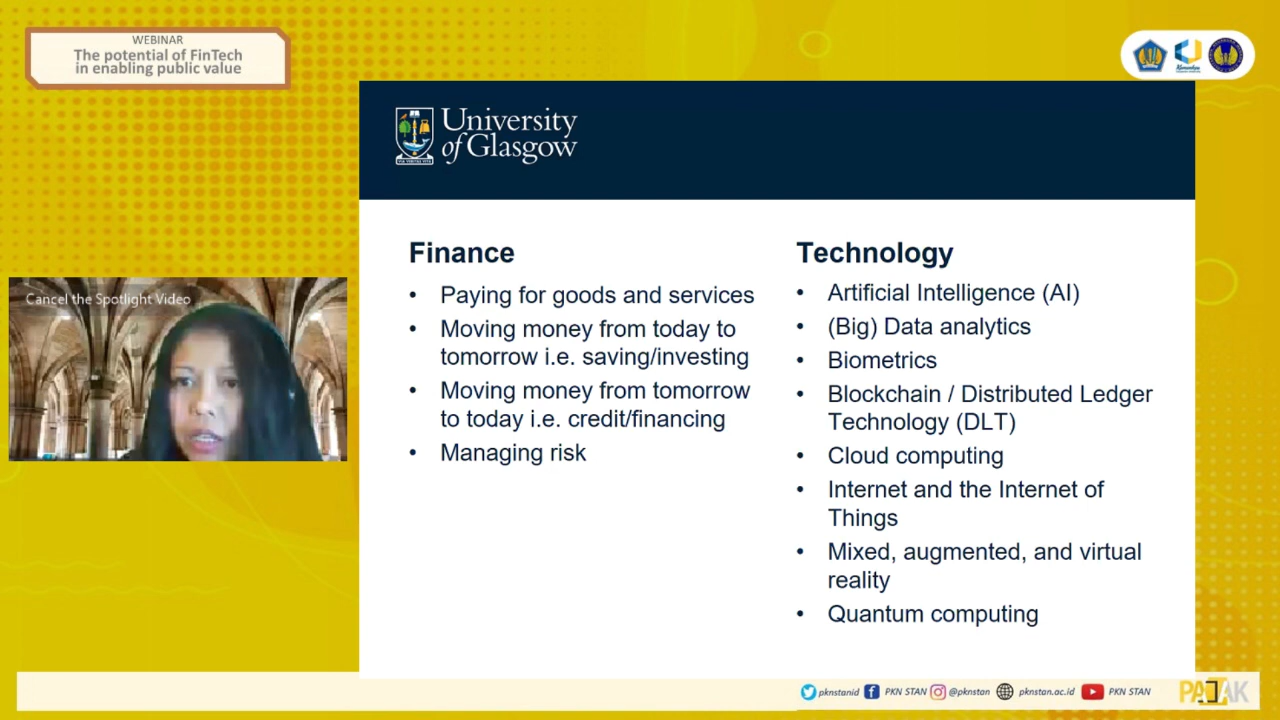 WEBINAR
The potential of FinTech
in enabling public value
University
of Glasgow
Cancel the Spotlight Video
Finance
• Paying for goods and services
• Moving money from today to
tomorrow i.e. saving/investing
• Moving money from tomorrow
to today i.e. credit/financing
• Managing risk
Technology
• Artificial Intelligence (AI)
• (Big) Data analytics
• Biometrics
• Blockchain / Distributed Ledger
Technology (DLT)
• Cloud computing
• Internet and the Internet of
Things
• Mixed, augmented, and virtual
reality
• Quantum computing
pknstanid PKN STAN @pknstan pknstan.ac.id PKN STAN